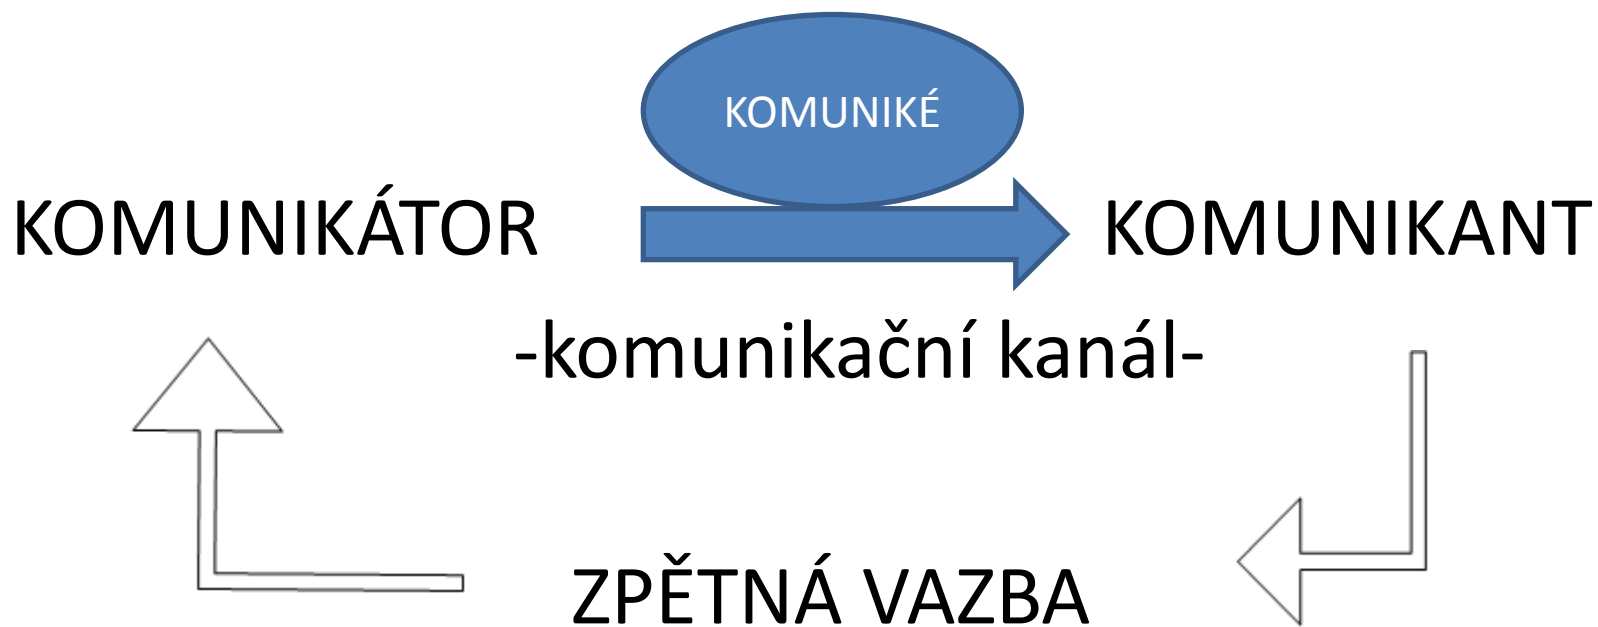 KOMUNIKÉ
KOMUNIKÁTOR
KOMUNIKANT
-komunikační kanál-
ZPĚTNÁ VAZBA